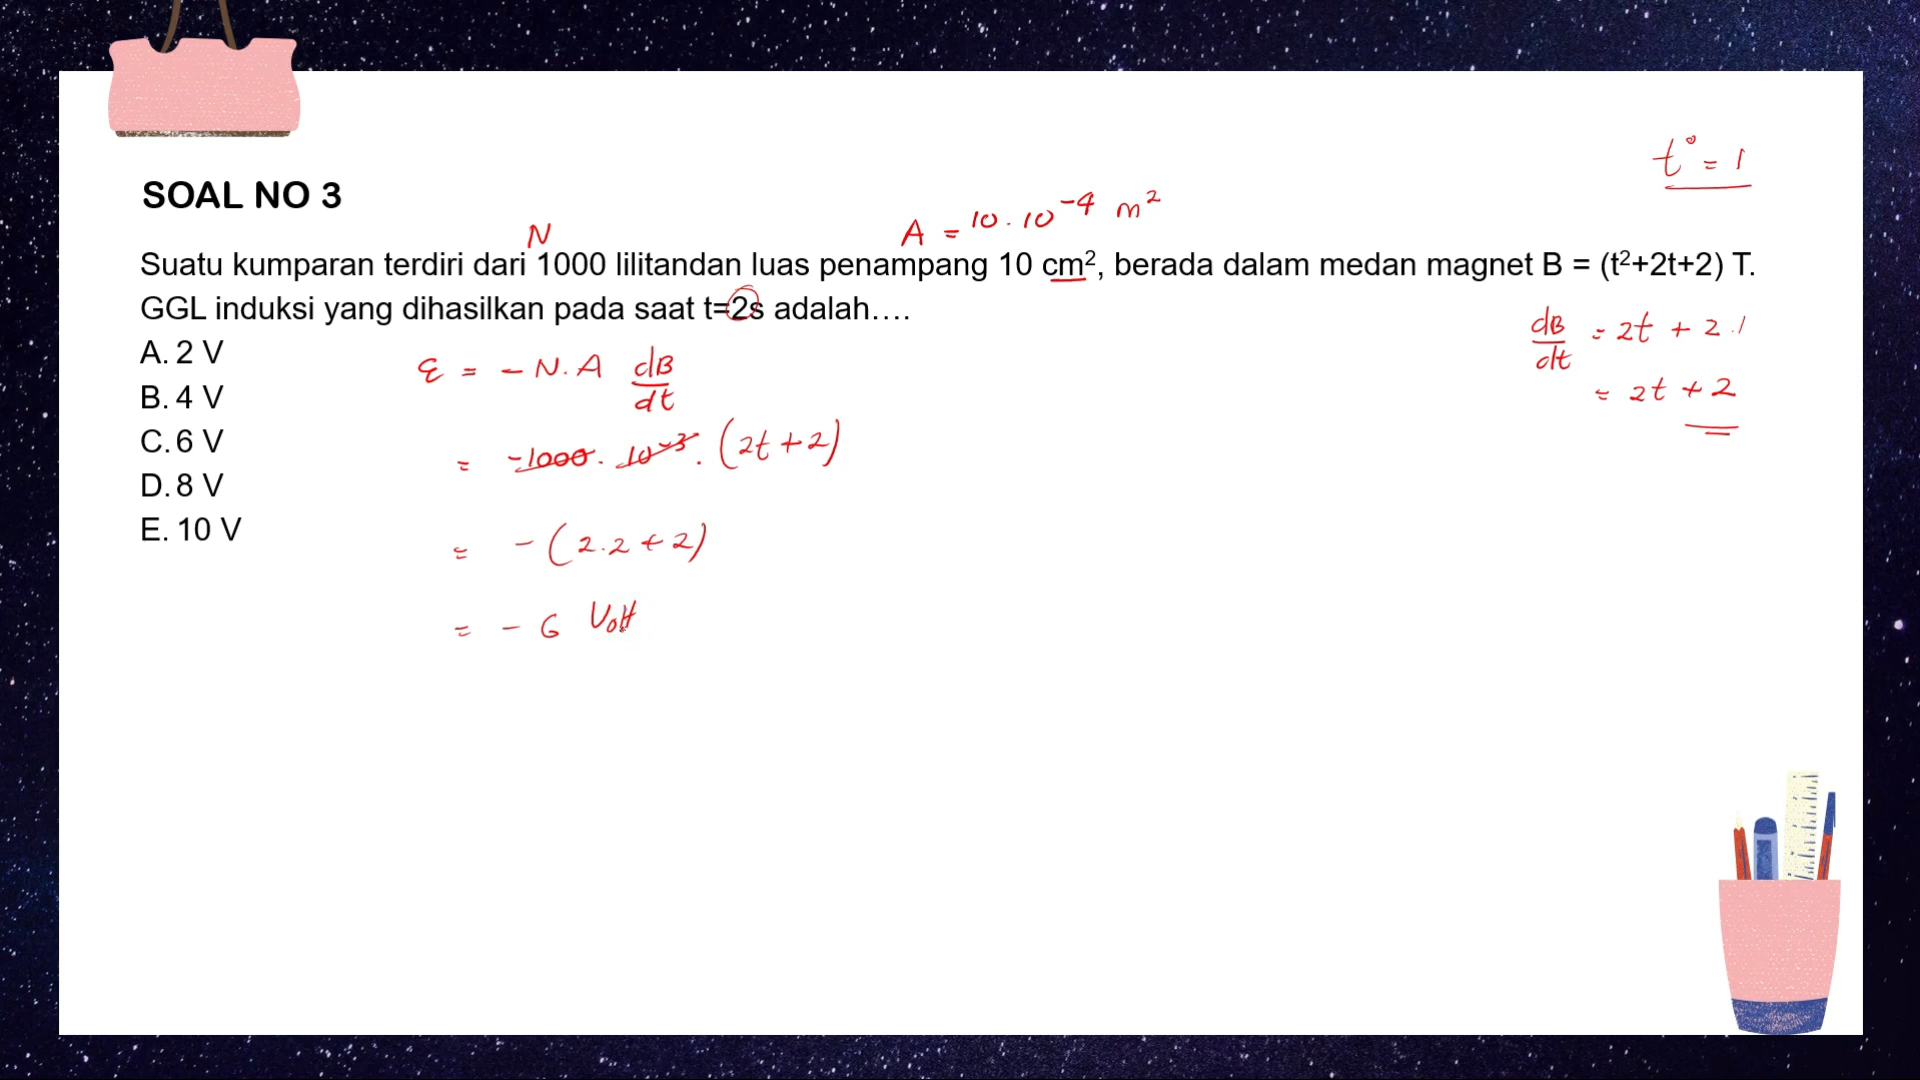 t° = 1
SOAL NO 3
N
A = 10 . 10⁻⁴ m²
Suatu kumparan terdiri dari 1000 lilitandan luas penampang 10 cm², berada dalam medan magnet B = (t²+2t+2) T.
GGL induksi yang dihasilkan pada saat t=2s adalah….
A. 2 V
B. 4 V
C. 6 V
D. 8 V
E. 10 V
ε = - N . A dB/dt
= -1000 . 10⁻³ . (2t + 2)
= - (2.2 + 2)
= - 6 Volt
dB/dt = 2t + 2.1
= 2t + 2